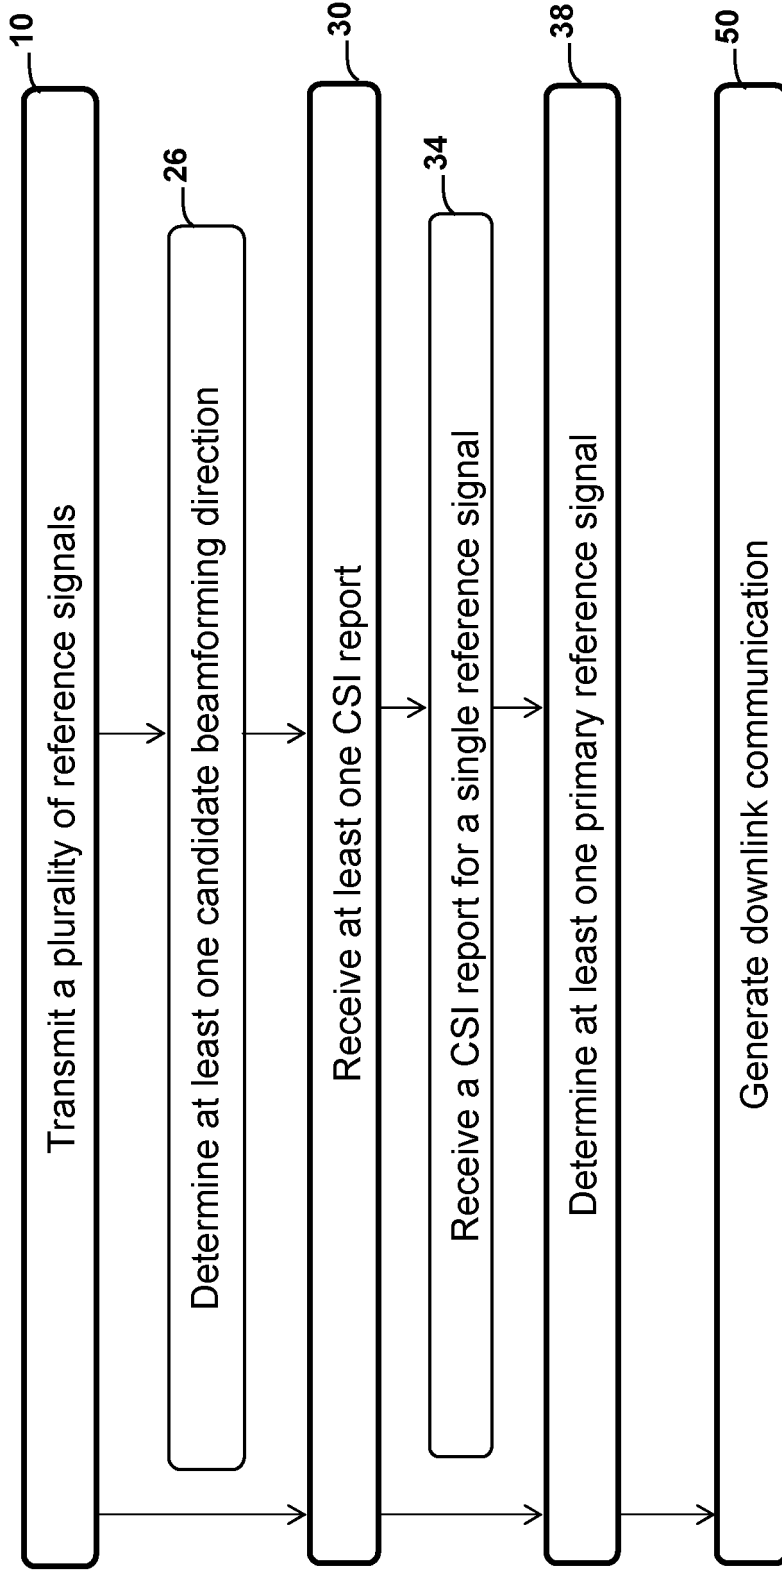 10
Transmit a plurality of reference signals
26
Determine at least one candidate beamforming direction
30
Receive at least one CSI report
34
Receive a CSI report for a single reference signal
38
Determine at least one primary reference signal
50
Generate downlink communication